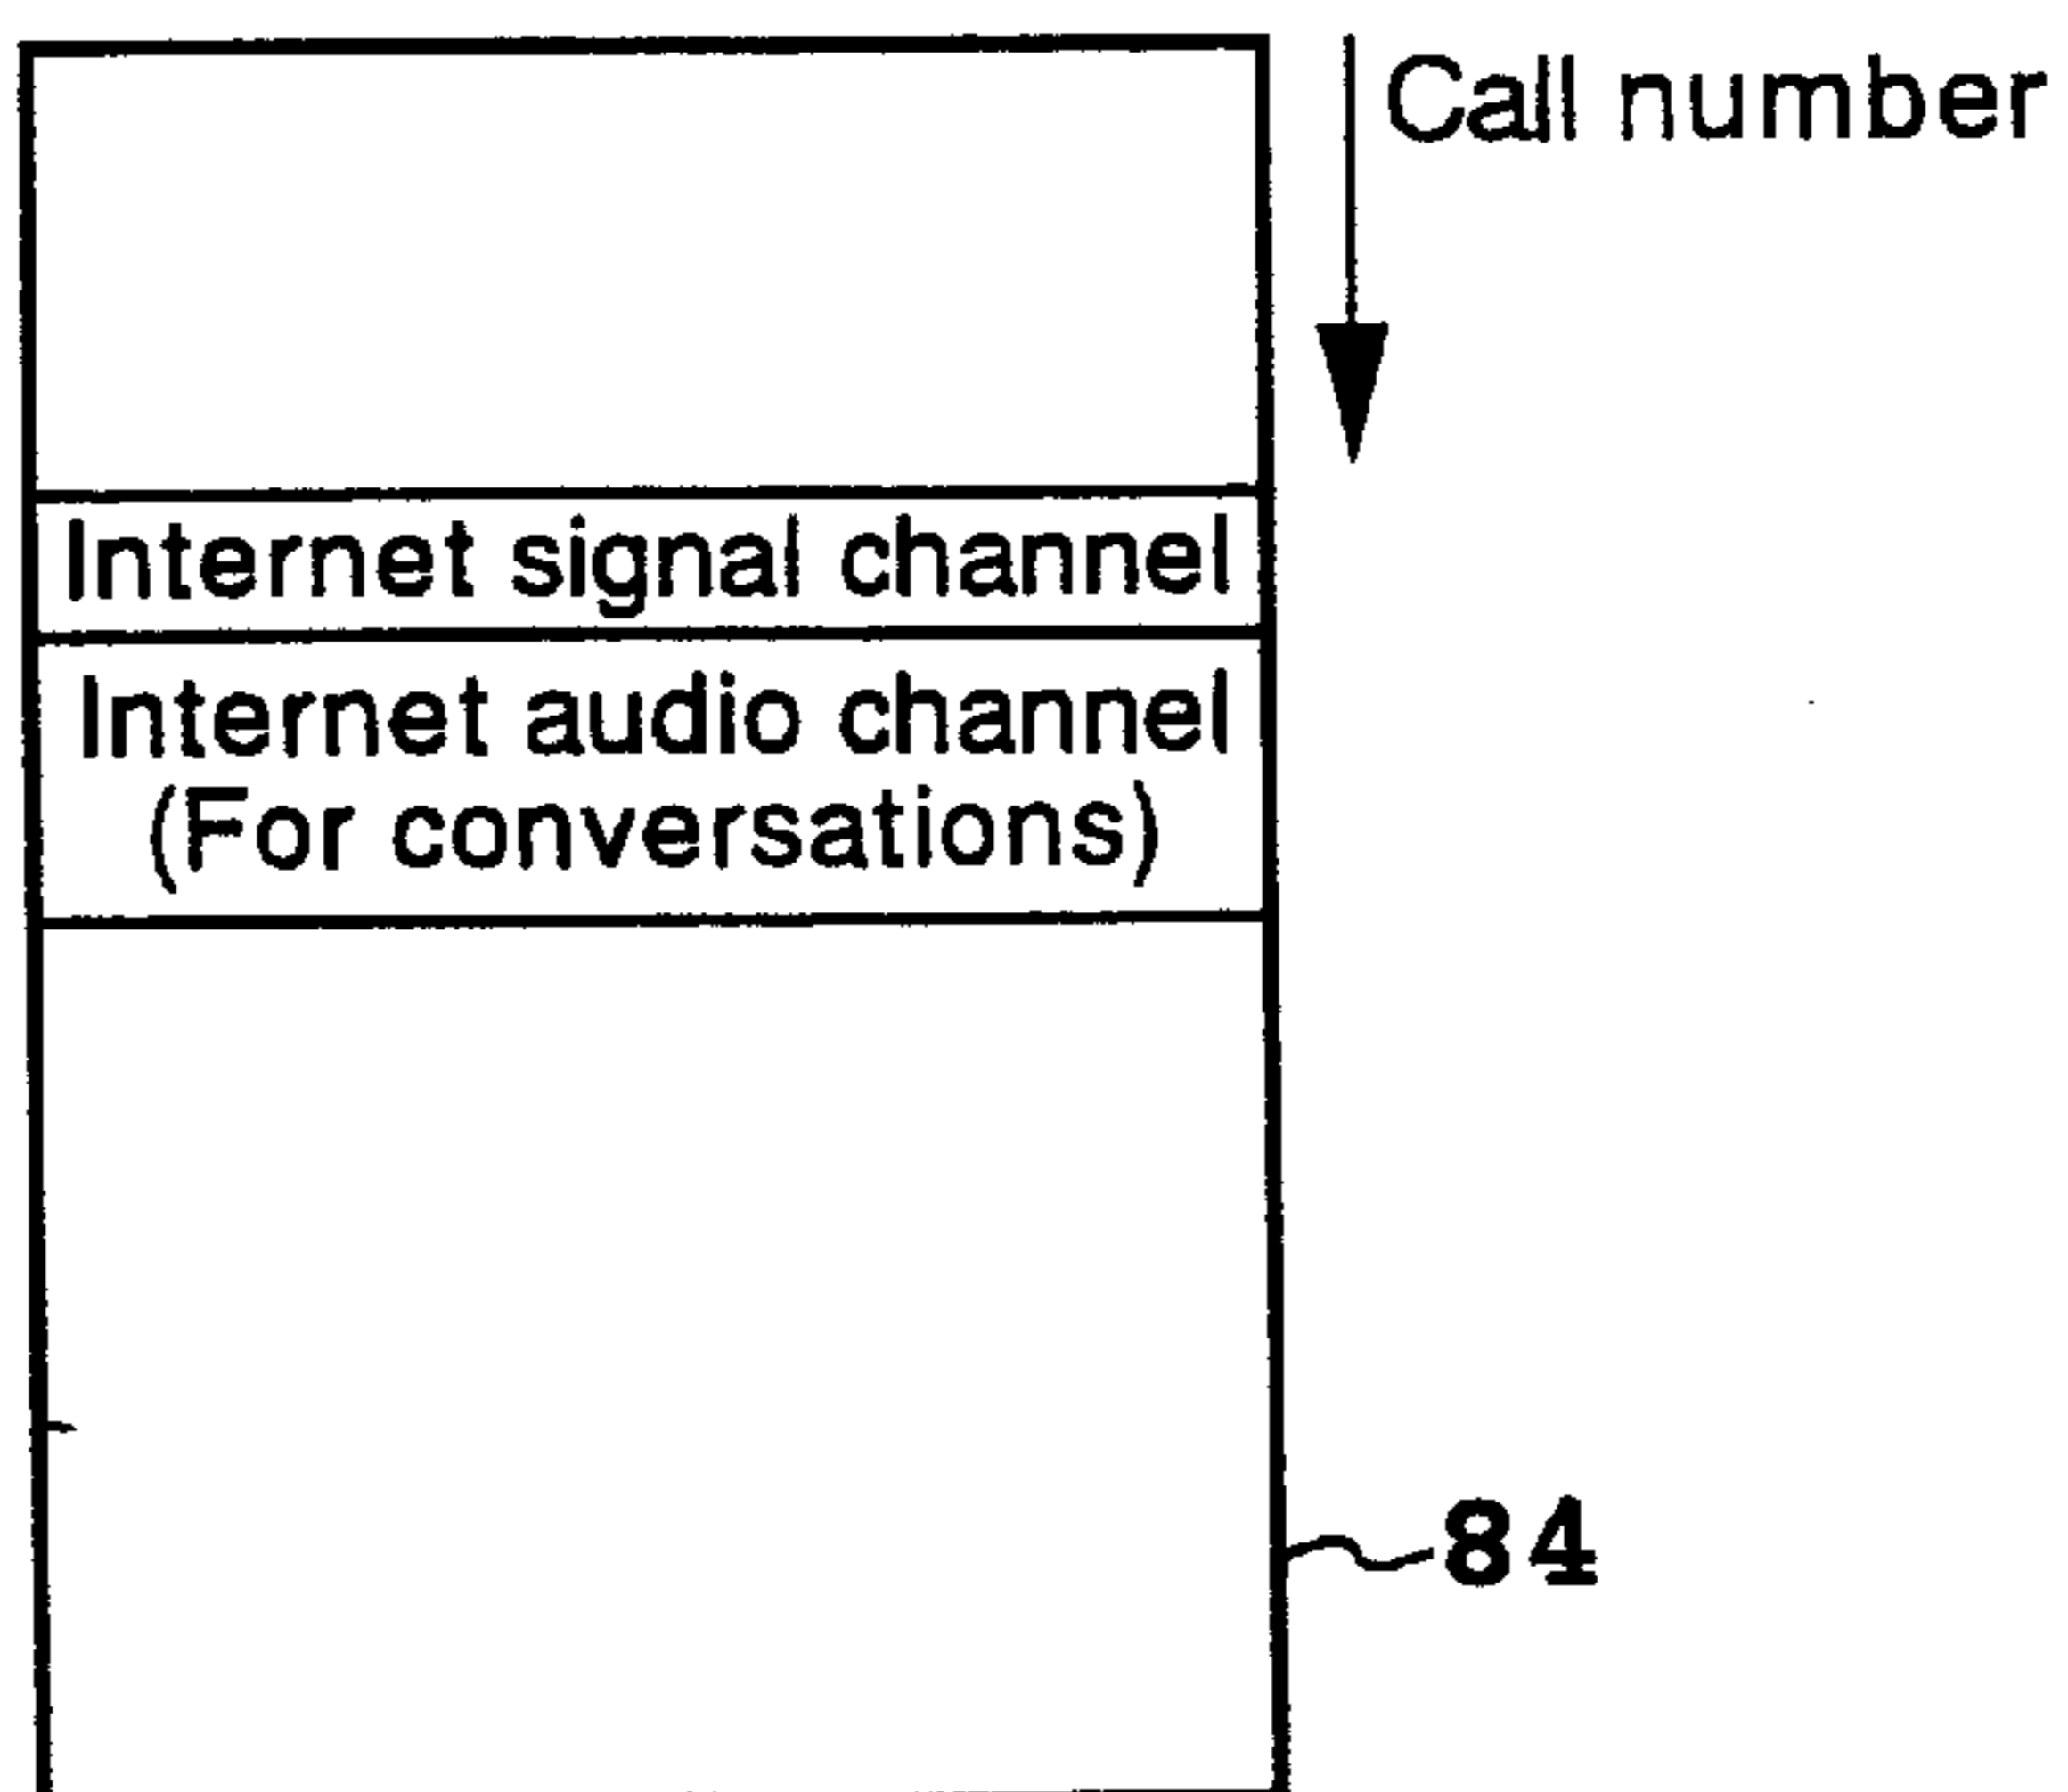 Call number
Internet signal channel
Internet audio channel
(For conversations)
84